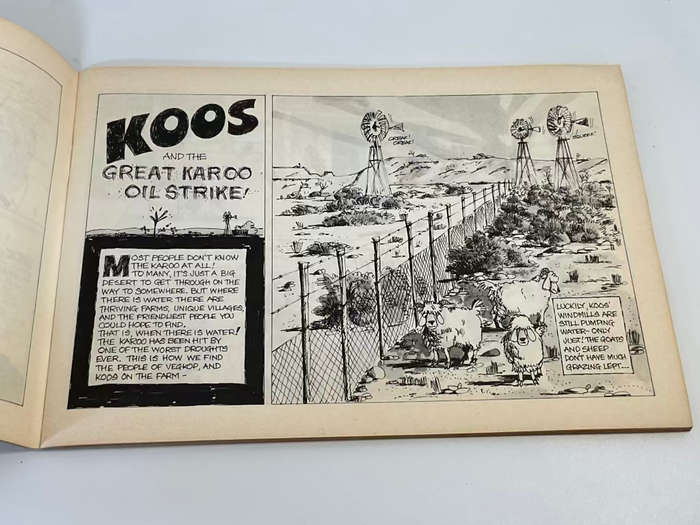 KOOS
AND THE
GREAT KAROO
OIL STRIKE!
MOST PEOPLE DON'T KNOW
THE KAROO AT ALL!
TO MANY, IT'S JUST A BIG
DESERT TO GET THROUGH ON THE
WAY TO SOMEWHERE. BUT WHERE
THERE IS WATER THERE ARE
THRIVING FARMS, UNIQUE VILLAGES,
AND THE FRIENDLIEST PEOPLE YOU
COULD HOPE TO FIND.
THAT IS, WHEN THERE IS WATER!
THE KAROO HAS BEEN HIT BY
ONE OF THE WORST DROUGHTS
EVER. THIS IS HOW WE FIND
THE PEOPLE OF VEGKOP, AND
KOOS ON THE FARM –
CREAK!
CREAK!
LUCKILY, KOOS'
WINDMILLS ARE
STILL PUMPING
WATER– ONLY
JUST! THE GOATS
AND SHEEP
DON'T HAVE MUCH
GRAZING LEFT...